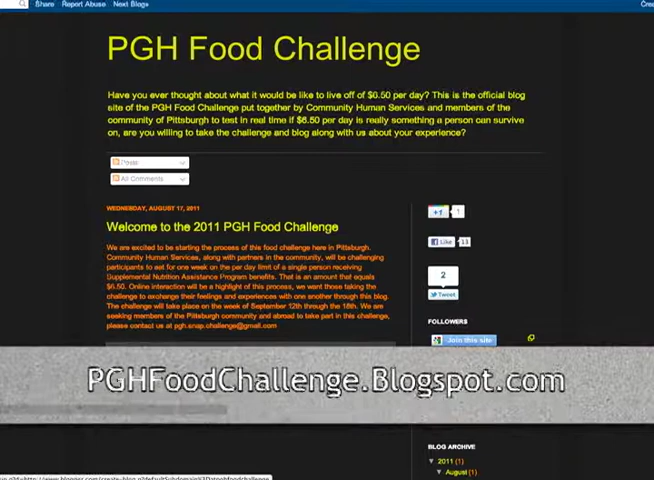 Share Report Abuse Next Blog»
PGH Food Challenge
Have you ever thought about what it would be like to live off of $6.50 per day? This is the official blog
site of the PGH Food Challenge put together by Community Human Services and members of the
community of Pittsburgh to test in real time if $6.50 per day is really something a person can survive
on, are you willing to take the challenge and blog along with us about your experience?
Posts
All Comments
WEDNESDAY, AUGUST 17, 2011
Welcome to the 2011 PGH Food Challenge
We are excited to be starting the process of this food challenge here in Pittsburgh.
Community Human Services, along with partners in the community, will be challenging
participants to eat for one week on the per day limit of a single person receiving
Supplemental Nutrition Assistance Program benefits. That is an amount that equals
$6.50. Online interaction will be a highlight of this process, we want those taking the
challenge to exchange their feelings and experiences with one another through this blog.
The challenge will take place on the week of September 12th through the 18th. We are
seeking members of the Pittsburgh community and abroad to take part in this challenge,
please contact us at pgh.snap.challenge@gmail.com
+1 1
Like 13
2
Tweet
FOLLOWERS
Join this site
PGHFoodChallenge.Blogspot.com
BLOG ARCHIVE
▼ 2011 (1)
▼ August (1)